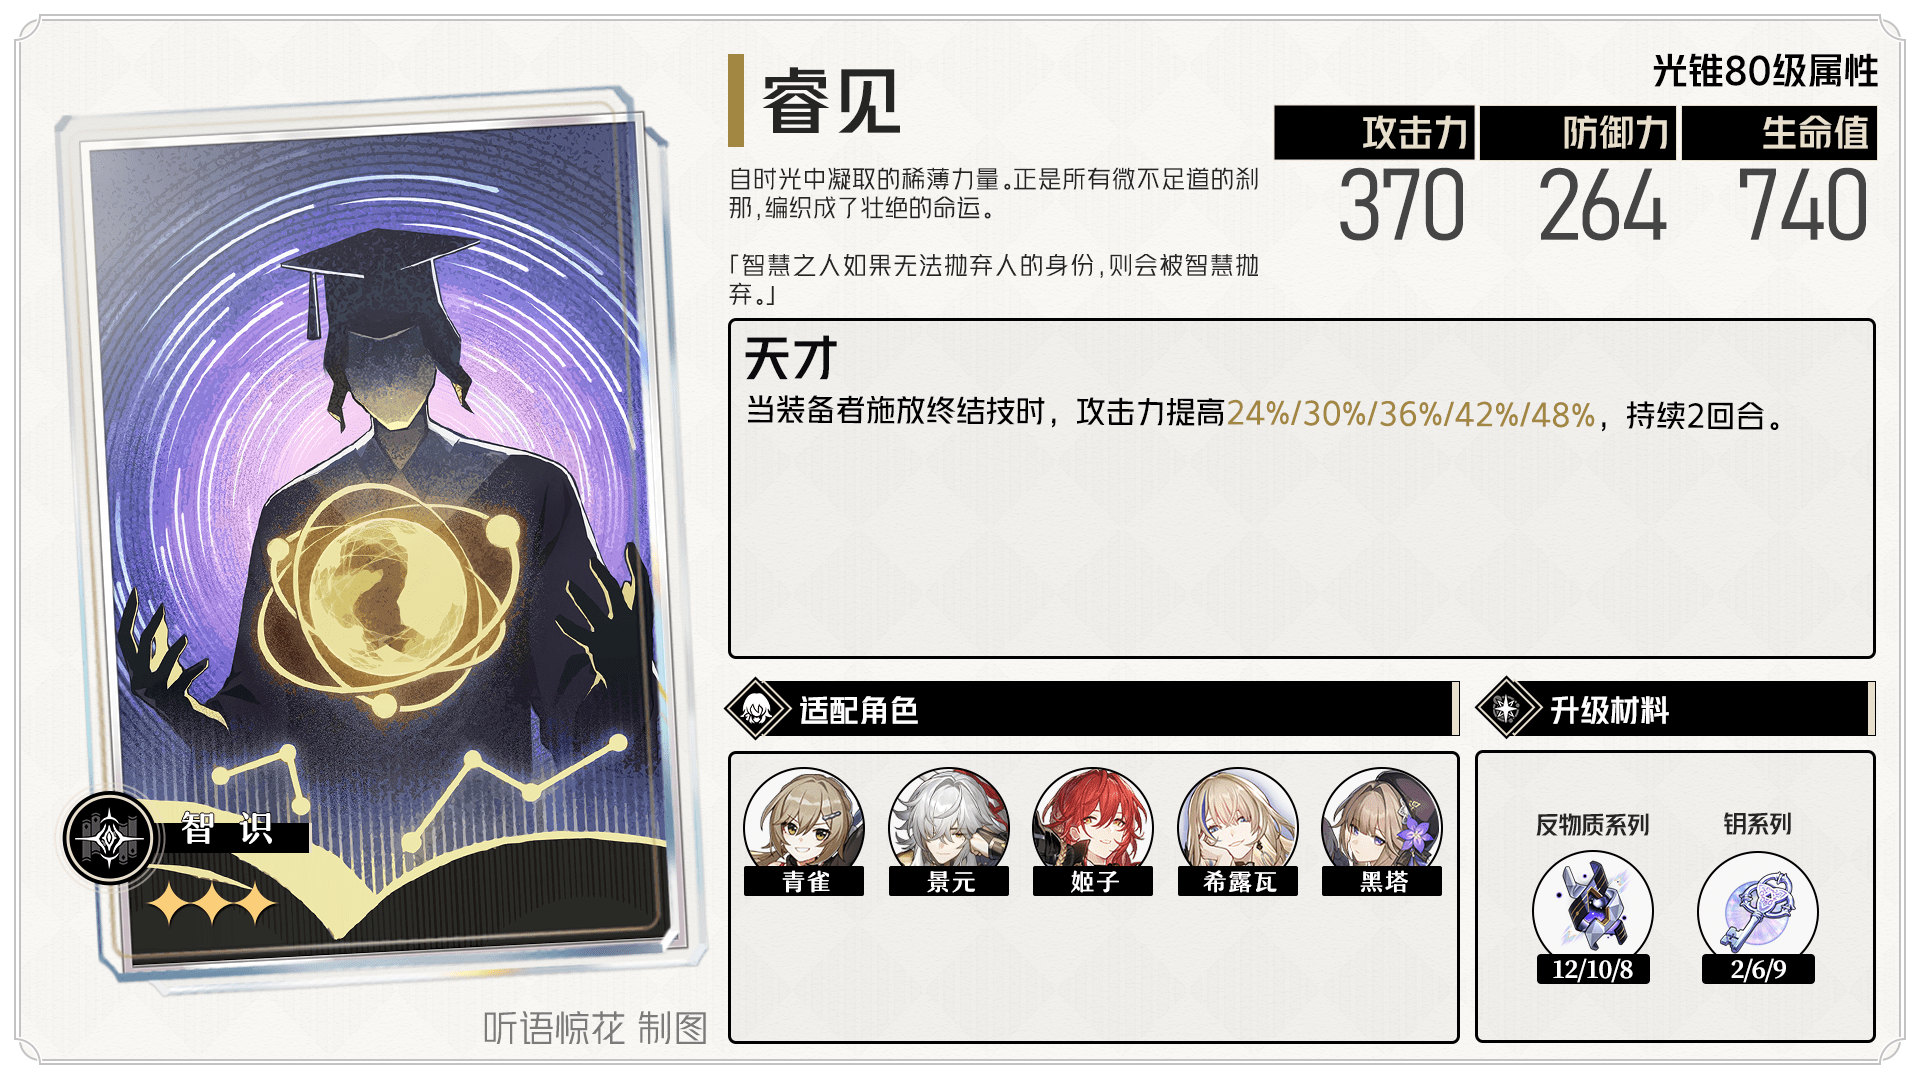 睿见
光锥80级属性
攻击力 防御力 生命值
370 264 740
自时光中凝取的稀薄力量。正是所有微不足道的刹
那,编织成了壮绝的命运。
「智慧之人如果无法抛弃人的身份,则会被智慧抛
弃。」
天才
当装备者施放终结技时，攻击力提高24%/30%/36%/42%/48%，持续2回合。
智 识
适配角色
青雀 景元 姬子 希露瓦 黑塔
升级材料
反物质系列 钥系列
12/10/8 2/6/9
听语惊花 制图